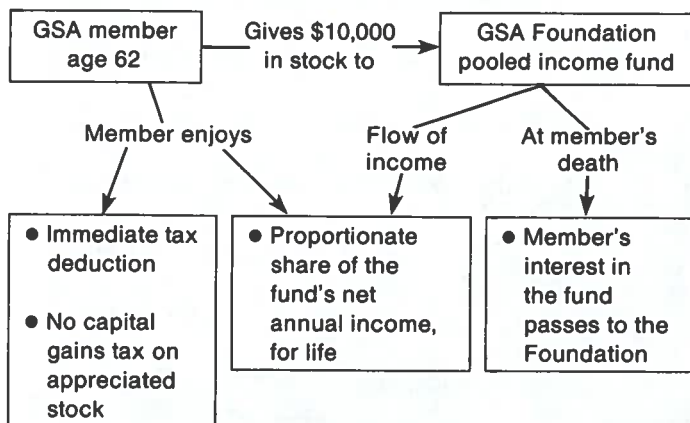 GSA member
age 62
Gives $10,000
in stock to
GSA Foundation
pooled income fund
Member enjoys
Flow of
income
At member's
death
● Immediate tax
deduction
● No capital
gains tax on
appreciated
stock
● Proportionate
share of the
fund's net
annual income,
for life
● Member's
interest in
the fund
passes to the
Foundation